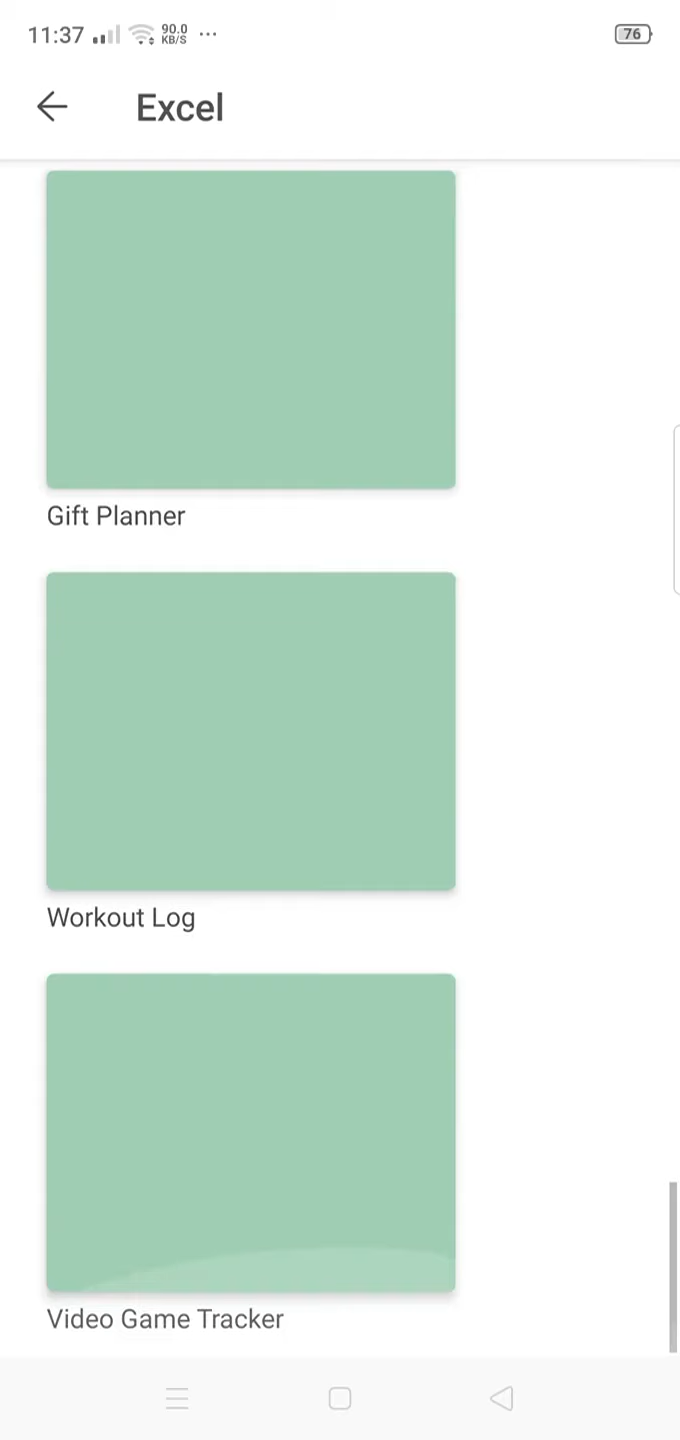 11:37 90.0 KB/S ... 76
Excel
Gift Planner
Workout Log
Video Game Tracker